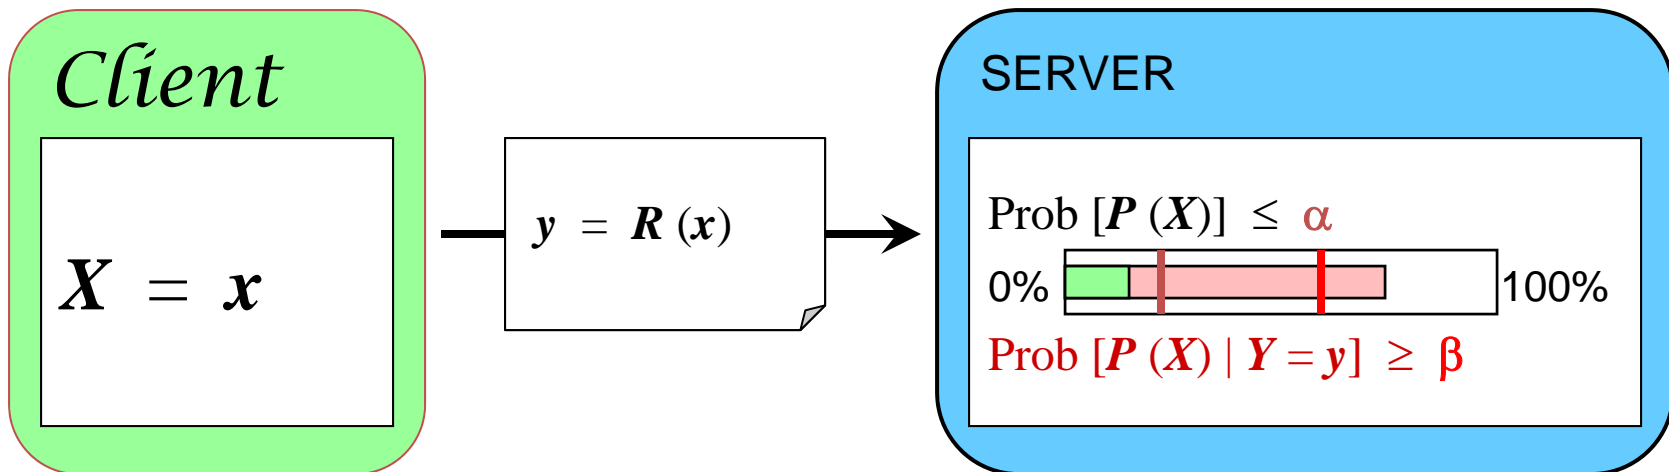 Client
X = x
y = R (x)
SERVER
Prob [P (X)] ≤ α
0% 100%
Prob [P (X) | Y = y] ≥ β